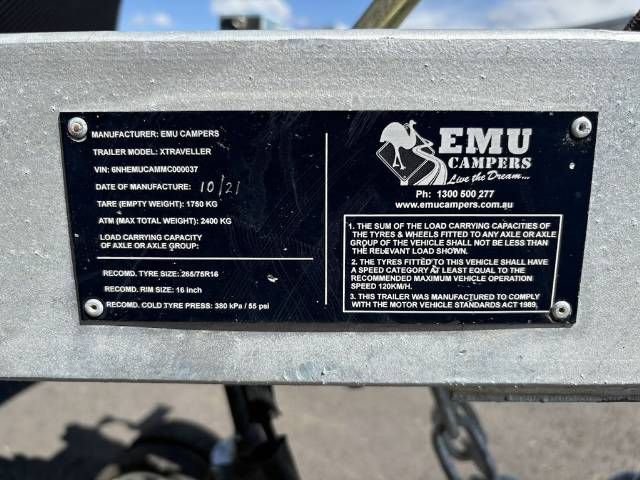 MANUFACTURER: EMU CAMPERS
TRAILER MODEL: XTRAVELLER
VIN: 6NHEMUCAMMC000037
DATE OF MANUFACTURE: 10/21
TARE (EMPTY WEIGHT): 1750 KG
ATM (MAX TOTAL WEIGHT): 2400 KG
LOAD CARRYING CAPACITY
OF AXLE OR AXLE GROUP:
RECOMD. TYRE SIZE: 265/75R16
RECOMD. RIM SIZE: 16 inch
RECOMD. COLD TYRE PRESS: 380 kPa / 55 psi
EMU
CAMPERS
Live the Dream...
Ph: 1300 500 277
www.emucampers.com.au
1. THE SUM OF THE LOAD CARRYING CAPACITIES OF
THE TYRES & WHEELS FITTED TO ANY AXLE OR AXLE
GROUP OF THE VEHICLE SHALL NOT BE LESS THAN
THE RELEVANT LOAD SHOWN.
2. THE TYRES FITTED TO THIS VEHICLE SHALL HAVE
A SPEED CATEGORY AT LEAST EQUAL TO THE
RECOMMENDED MAXIMUM VEHICLE OPERATION
SPEED 120KM/H.
3. THIS TRAILER WAS MANUFACTURED TO COMPLY
WITH THE MOTOR VEHICLE STANDARDS ACT 1989.